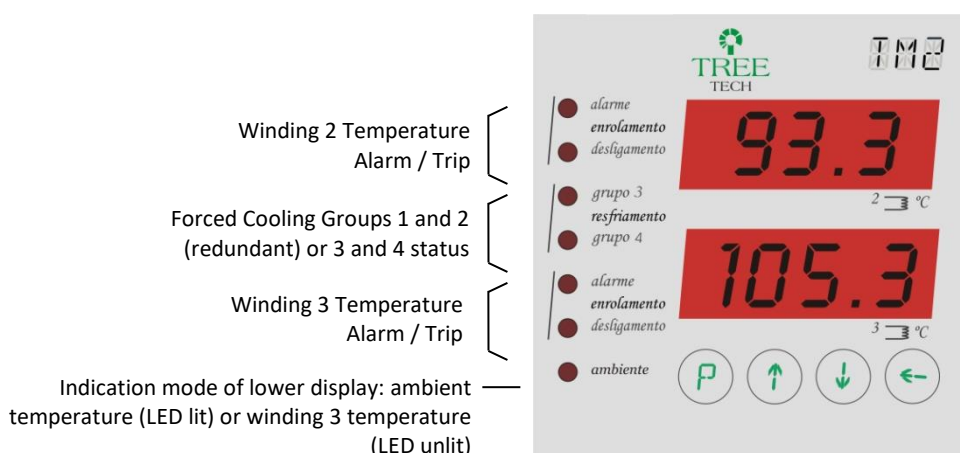 TM2
TREE
TECH
Winding 2 Temperature
Alarm / Trip
alarme
enrolamento
desligamento
93.3
2 °C
Forced Cooling Groups 1 and 2
(redundant) or 3 and 4 status
grupo 3
resfriamento
grupo 4
105.3
3 °C
Winding 3 Temperature
Alarm / Trip
alarme
enrolamento
desligamento
Indication mode of lower display: ambient
temperature (LED lit) or winding 3 temperature
(LED unlit)
ambiente
P